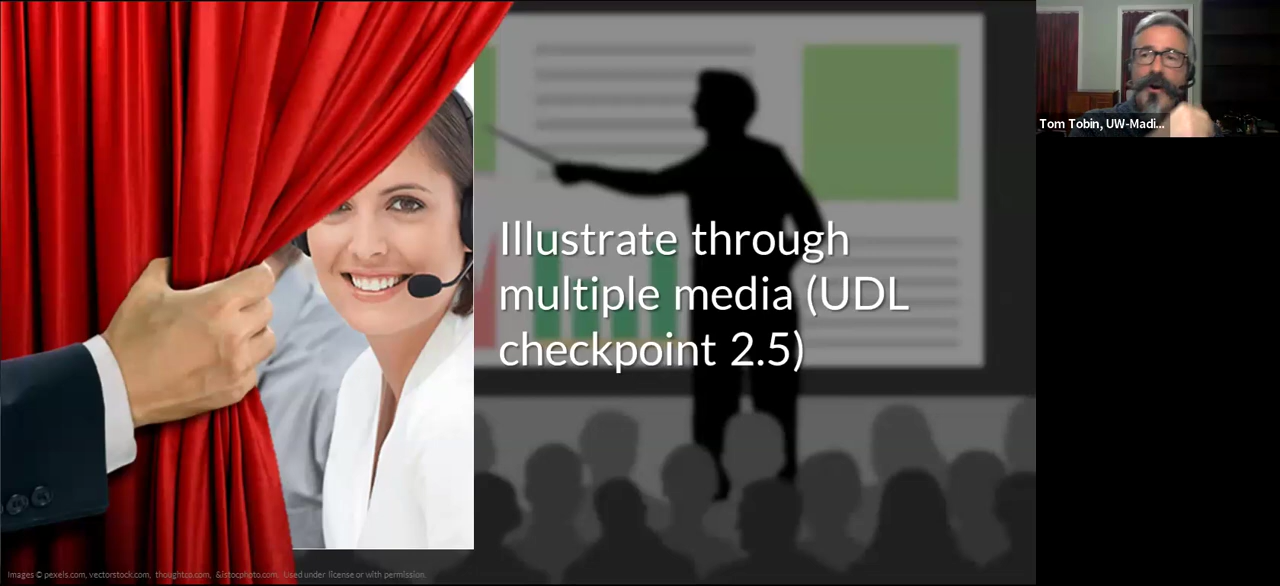 Tom Tobin, UW-Madi...
Illustrate through
multiple media (UDL
checkpoint 2.5)
Images © pexels.com, vectorstock.com, thoughtco.com, &istockphoto.com. Used under license or with permission.